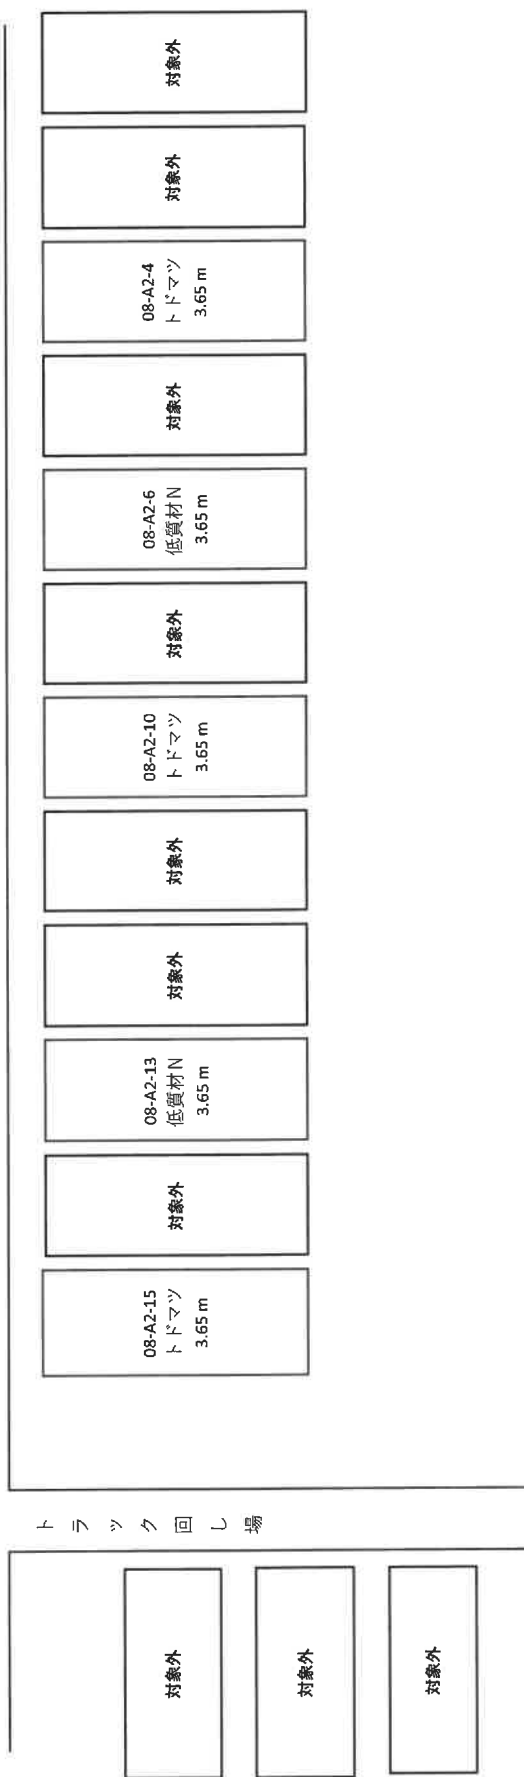 対象外
対象外
対象外
トラック回し場
08-A2-15
トドマツ
3.65 m
対象外
08-A2-13
低質材N
3.65 m
対象外
対象外
08-A2-10
トドマツ
3.65 m
対象外
08-A2-6
低質材N
3.65 m
対象外
08-A2-4
トドマツ
3.65 m
対象外
対象外